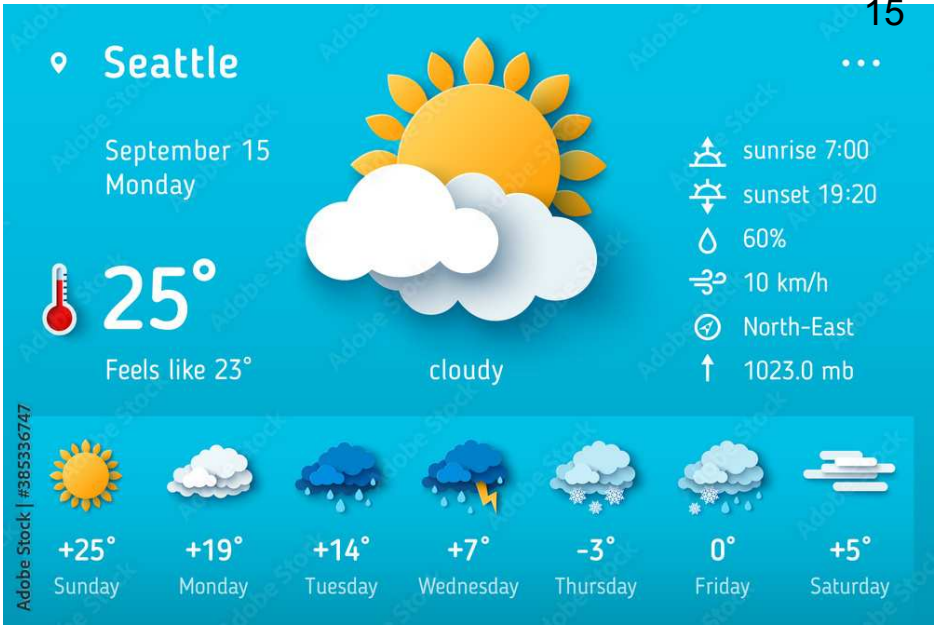 15
Seattle
September 15
Monday
25°
Feels like 23°
cloudy
sunrise 7:00
sunset 19:20
60%
10 km/h
North-East
1023.0 mb
+25° +19° +14° +7° -3° 0° +5°
Sunday Monday Tuesday Wednesday Thursday Friday Saturday
Adobe Stock | #385336747
Adobe Stock